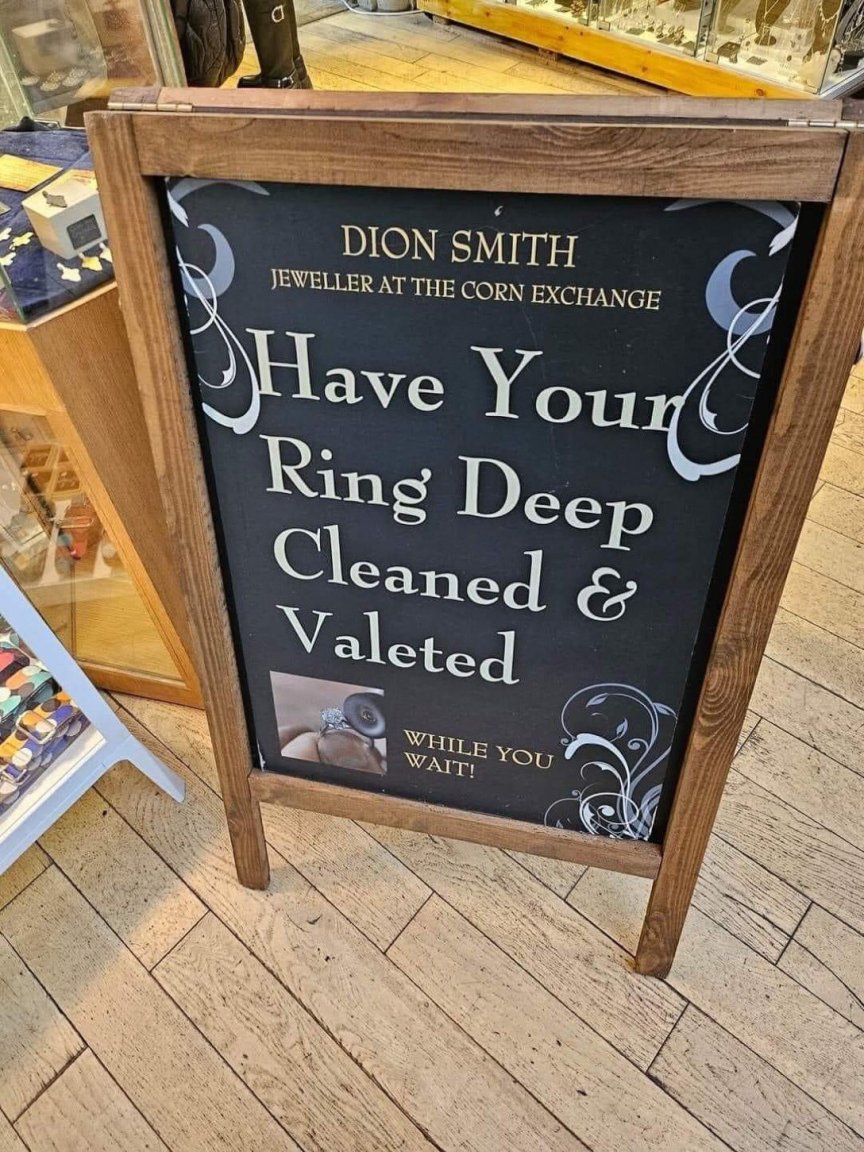 DION SMITH
JEWELLER AT THE CORN EXCHANGE
Have Your
Ring Deep
Cleaned &
Valeted
WHILE YOU
WAIT!